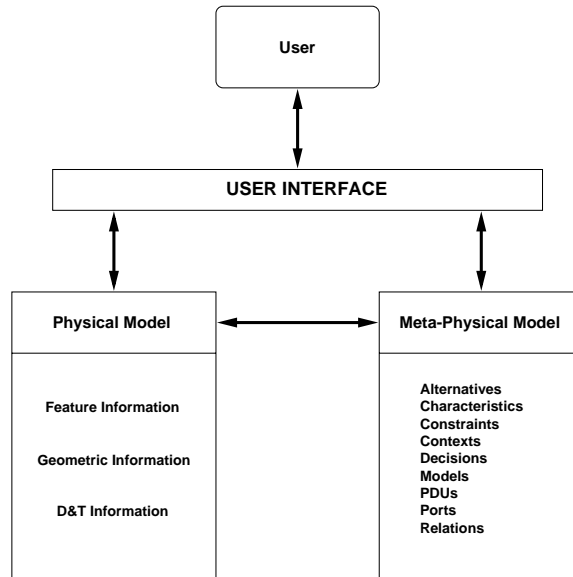 User
USER INTERFACE
Physical Model
Feature Information
Geometric Information
D&T Information
Meta-Physical Model
Alternatives
Characteristics
Constraints
Contexts
Decisions
Models
PDUs
Ports
Relations